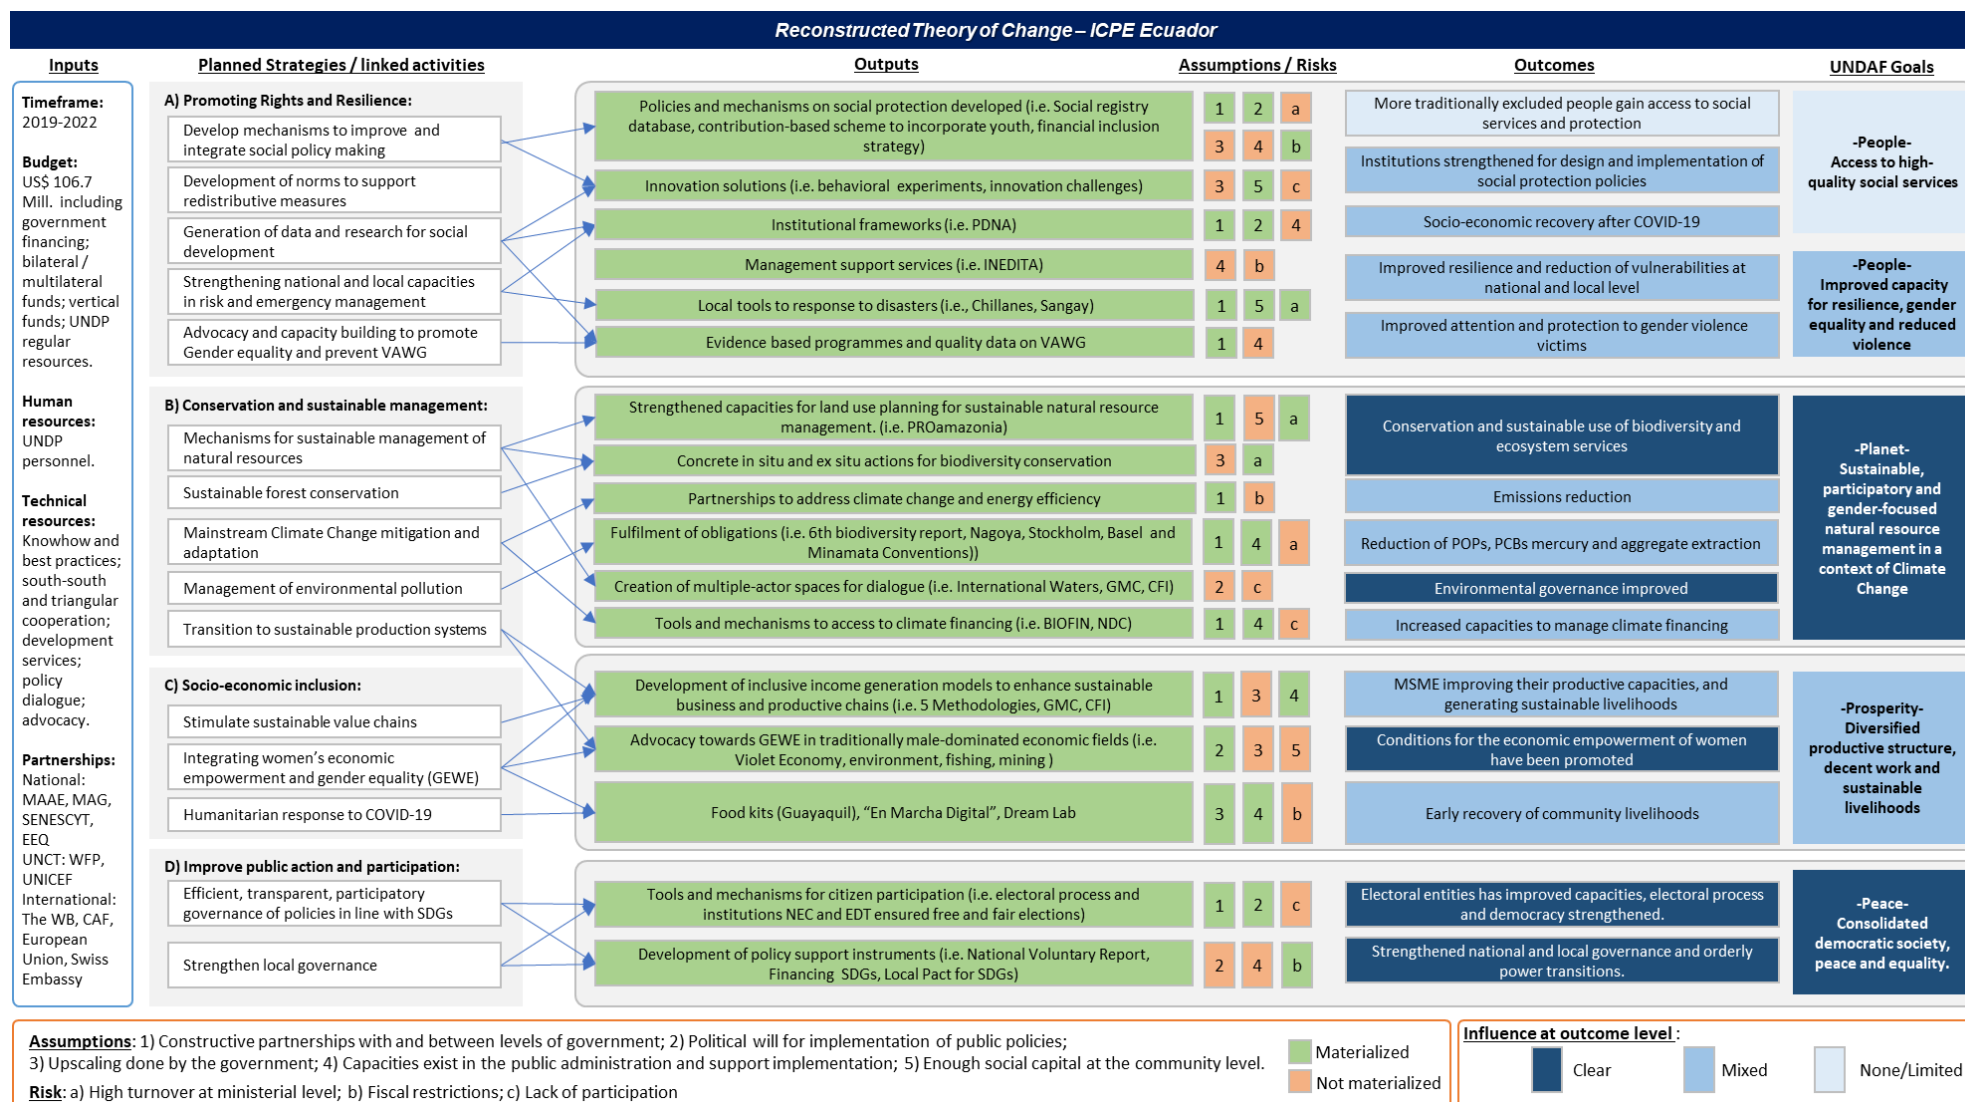 Reconstructed Theory of Change – ICPE Ecuador
Inputs
Planned Strategies / linked activities
Outputs
Assumptions / Risks
Outcomes
UNDAF Goals
Timeframe:
2019-2022
Budget:
US$ 106.7
Mill. including
government
financing;
bilateral /
multilateral
funds; vertical
funds; UNDP
regular
resources.
Human
resources:
UNDP
personnel.
Technical
resources:
Knowhow and
best practices;
south-south
and triangular
cooperation;
development
services;
policy
dialogue;
advocacy.
Partnerships:
National:
MAAE, MAG,
SENESCYT,
EEQ
UNCT: WFP,
UNICEF
International:
The WB, CAF,
European
Union, Swiss
Embassy
A) Promoting Rights and Resilience:
Develop mechanisms to improve and
integrate social policy making
Development of norms to support
redistributive measures
Generation of data and research for social
development
Strengthening national and local capacities
in risk and emergency management
Advocacy and capacity building to promote
Gender equality and prevent VAWG
Policies and mechanisms on social protection developed (i.e. Social registry
database, contribution-based scheme to incorporate youth, financial inclusion
strategy)
1 2 a
3 4 b
Innovation solutions (i.e. behavioral experiments, innovation challenges)
3 5 c
Institutional frameworks (i.e. PDNA)
1 2 4
Management support services (i.e. INEDITA)
4 b
Local tools to response to disasters (i.e., Chillanes, Sangay)
1 5 a
Evidence based programmes and quality data on VAWG
1 4
More traditionally excluded people gain access to social
services and protection
Institutions strengthened for design and implementation of
social protection policies
Socio-economic recovery after COVID-19
Improved resilience and reduction of vulnerabilities at
national and local level
Improved attention and protection to gender violence
victims
-People-
Access to high-
quality social services
-People-
Improved capacity
for resilience, gender
equality and reduced
violence
B) Conservation and sustainable management:
Mechanisms for sustainable management of
natural resources
Sustainable forest conservation
Mainstream Climate Change mitigation and
adaptation
Management of environmental pollution
Transition to sustainable production systems
Strengthened capacities for land use planning for sustainable natural resource
management. (i.e. PROamazonia)
1 5 a
Concrete in situ and ex situ actions for biodiversity conservation
3 a
Partnerships to address climate change and energy efficiency
1 b
Fulfilment of obligations (i.e. 6th biodiversity report, Nagoya, Stockholm, Basel and
Minamata Conventions))
1 4 a
Creation of multiple-actor spaces for dialogue (i.e. International Waters, GMC, CFI)
2 c
Tools and mechanisms to access to climate financing (i.e. BIOFIN, NDC)
1 4 c
Conservation and sustainable use of biodiversity and
ecosystem services
Emissions reduction
Reduction of POPs, PCBs mercury and aggregate extraction
Environmental governance improved
Increased capacities to manage climate financing
-Planet-
Sustainable,
participatory and
gender-focused
natural resource
management in a
context of Climate
Change
C) Socio-economic inclusion:
Stimulate sustainable value chains
Integrating women’s economic
empowerment and gender equality (GEWE)
Humanitarian response to COVID-19
Development of inclusive income generation models to enhance sustainable
business and productive chains (i.e. 5 Methodologies, GMC, CFI)
1 3 4
Advocacy towards GEWE in traditionally male-dominated economic fields (i.e.
Violet Economy, environment, fishing, mining )
2 3 5
Food kits (Guayaquil), “En Marcha Digital”, Dream Lab
3 4 b
MSME improving their productive capacities, and
generating sustainable livelihoods
Conditions for the economic empowerment of women
have been promoted
Early recovery of community livelihoods
-Prosperity-
Diversified
productive structure,
decent work and
sustainable
livelihoods
D) Improve public action and participation:
Efficient, transparent, participatory
governance of policies in line with SDGs
Strengthen local governance
Tools and mechanisms for citizen participation (i.e. electoral process and
institutions NEC and EDT ensured free and fair elections)
1 2 c
Development of policy support instruments (i.e. National Voluntary Report,
Financing SDGs, Local Pact for SDGs)
2 4 b
Electoral entities has improved capacities, electoral process
and democracy strengthened.
Strengthened national and local governance and orderly
power transitions.
-Peace-
Consolidated
democratic society,
peace and equality.
Assumptions: 1) Constructive partnerships with and between levels of government; 2) Political will for implementation of public policies;
3) Upscaling done by the government; 4) Capacities exist in the public administration and support implementation; 5) Enough social capital at the community level.
Risk: a) High turnover at ministerial level; b) Fiscal restrictions; c) Lack of participation
Materialized
Not materialized
Influence at outcome level :
Clear
Mixed
None/Limited